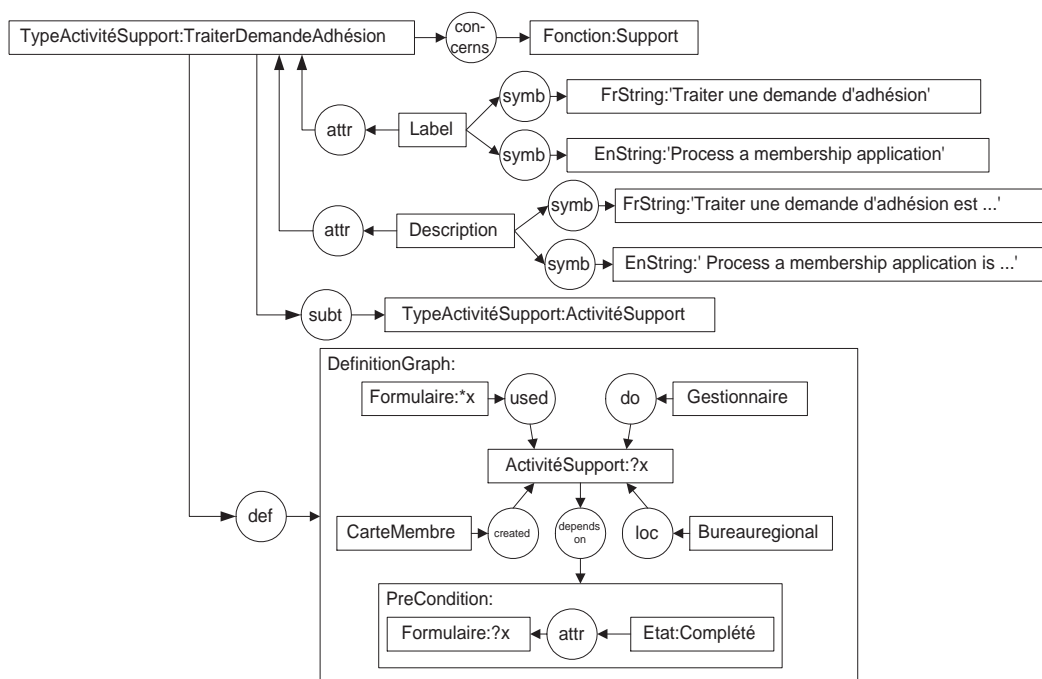 TypeActivitéSupport:TraiterDemandeAdhésion
con-
cerns
Fonction:Support
symb
FrString:'Traiter une demande d'adhésion'
attr
Label
symb
EnString:'Process a membership application'
symb
FrString:'Traiter une demande d'adhésion est ...'
attr
Description
symb
EnString:' Process a membership application is ...'
subt
TypeActivitéSupport:ActivitéSupport
DefinitionGraph:
Formulaire:*x
used
do
Gestionnaire
ActivitéSupport:?x
def
CarteMembre
created
depends
on
loc
Bureauregional
PreCondition:
Formulaire:?x
attr
Etat:Complété